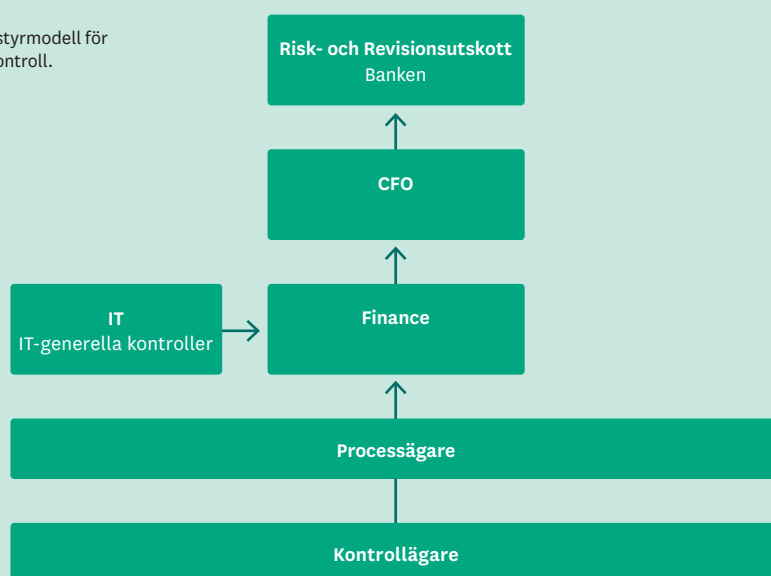 styrmodell för
ontroll.
Risk- och Revisionsutskott
Banken
CFO
IT
IT-generella kontroller
Finance
Processägare
Kontrollägare